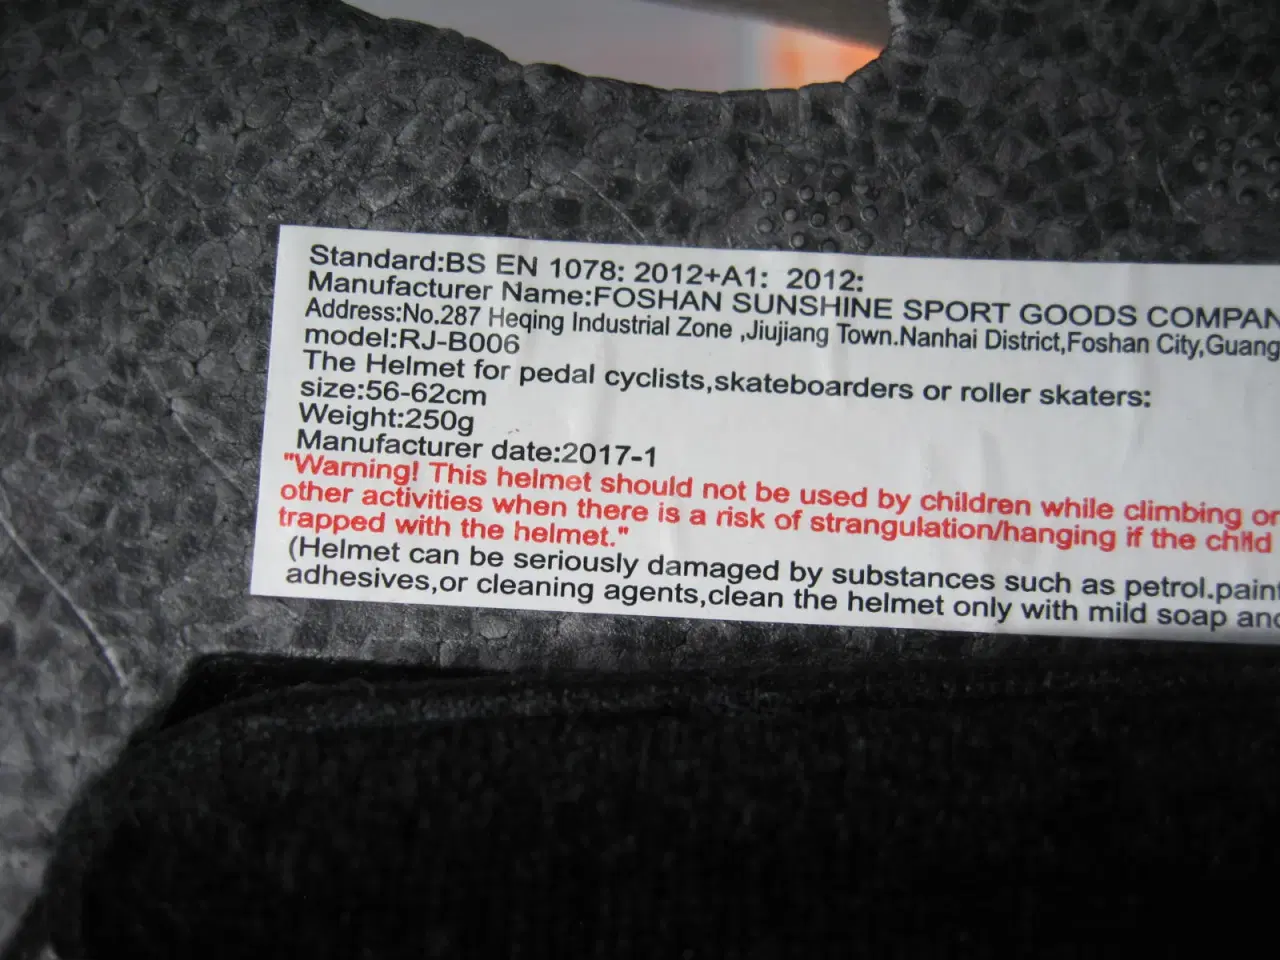 Standard:BS EN 1078: 2012+A1: 2012:
Manufacturer Name:FOSHAN SUNSHINE SPORT GOODS COMPAN
Address:No.287 Heqing Industrial Zone ,Jiujiang Town.Nanhai District,Foshan City,Guang
model:RJ-B006
The Helmet for pedal cyclists,skateboarders or roller skaters:
size:56-62cm
Weight:250g
Manufacturer date:2017-1
"Warning! This helmet should not be used by children while climbing or
other activities when there is a risk of strangulation/hanging if the child
trapped with the helmet."
(Helmet can be seriously damaged by substances such as petrol.paint
adhesives,or cleaning agents,clean the helmet only with mild soap and